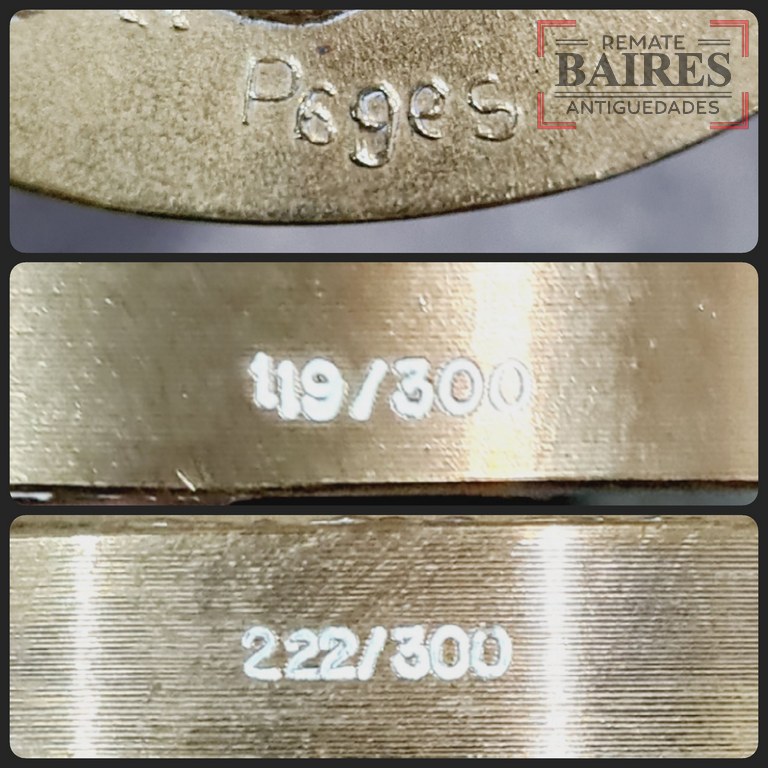 Pages
REMATE
BAIRES
ANTIGUEDADES
119/300
222/300